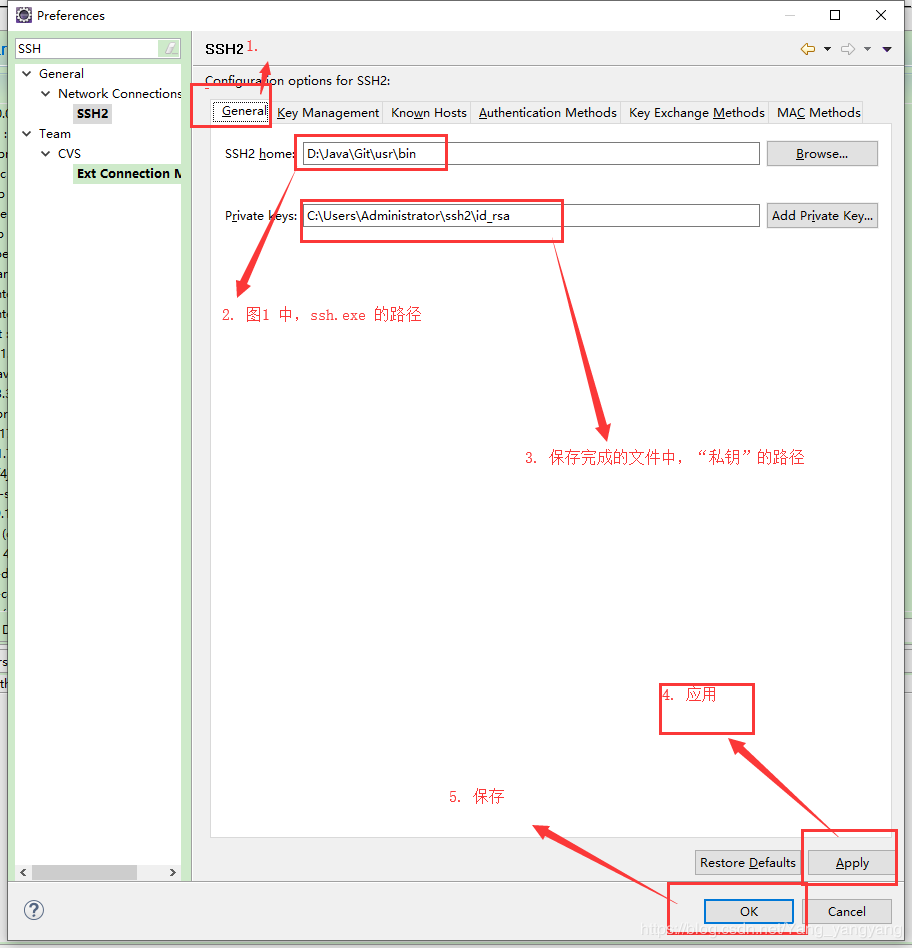 Preferences
SSH
SSH2 1.
General
Network Connections
SSH2
Team
CVS
Ext Connection M
Configuration options for SSH2:
General Key Management Known Hosts Authentication Methods Key Exchange Methods MAC Methods
SSH2 home: D:\Java\Git\usr\bin Browse...
Private keys: C:\Users\Administrator\ssh2\id_rsa Add Private Key...
2. 图1 中，ssh.exe 的路径
3. 保存完成的文件中，“私钥”的路径
4. 应用
5. 保存
Restore Defaults Apply
OK Cancel
https://blog.csdn.net/Yang_yangyang